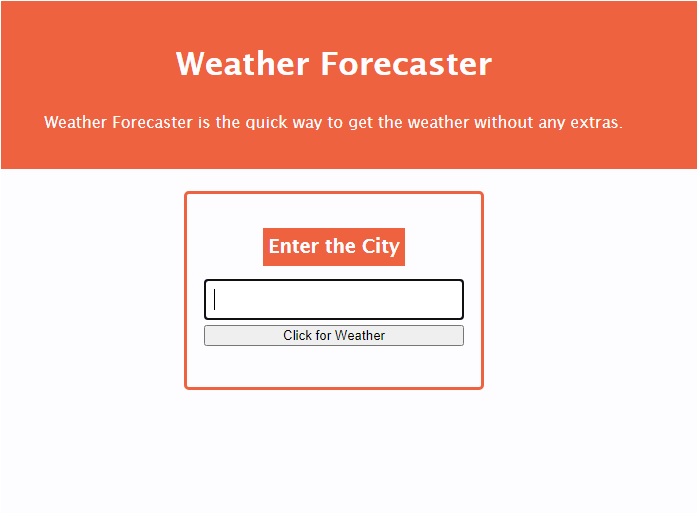 Weather Forecaster
Weather Forecaster is the quick way to get the weather without any extras.
Enter the City
Click for Weather